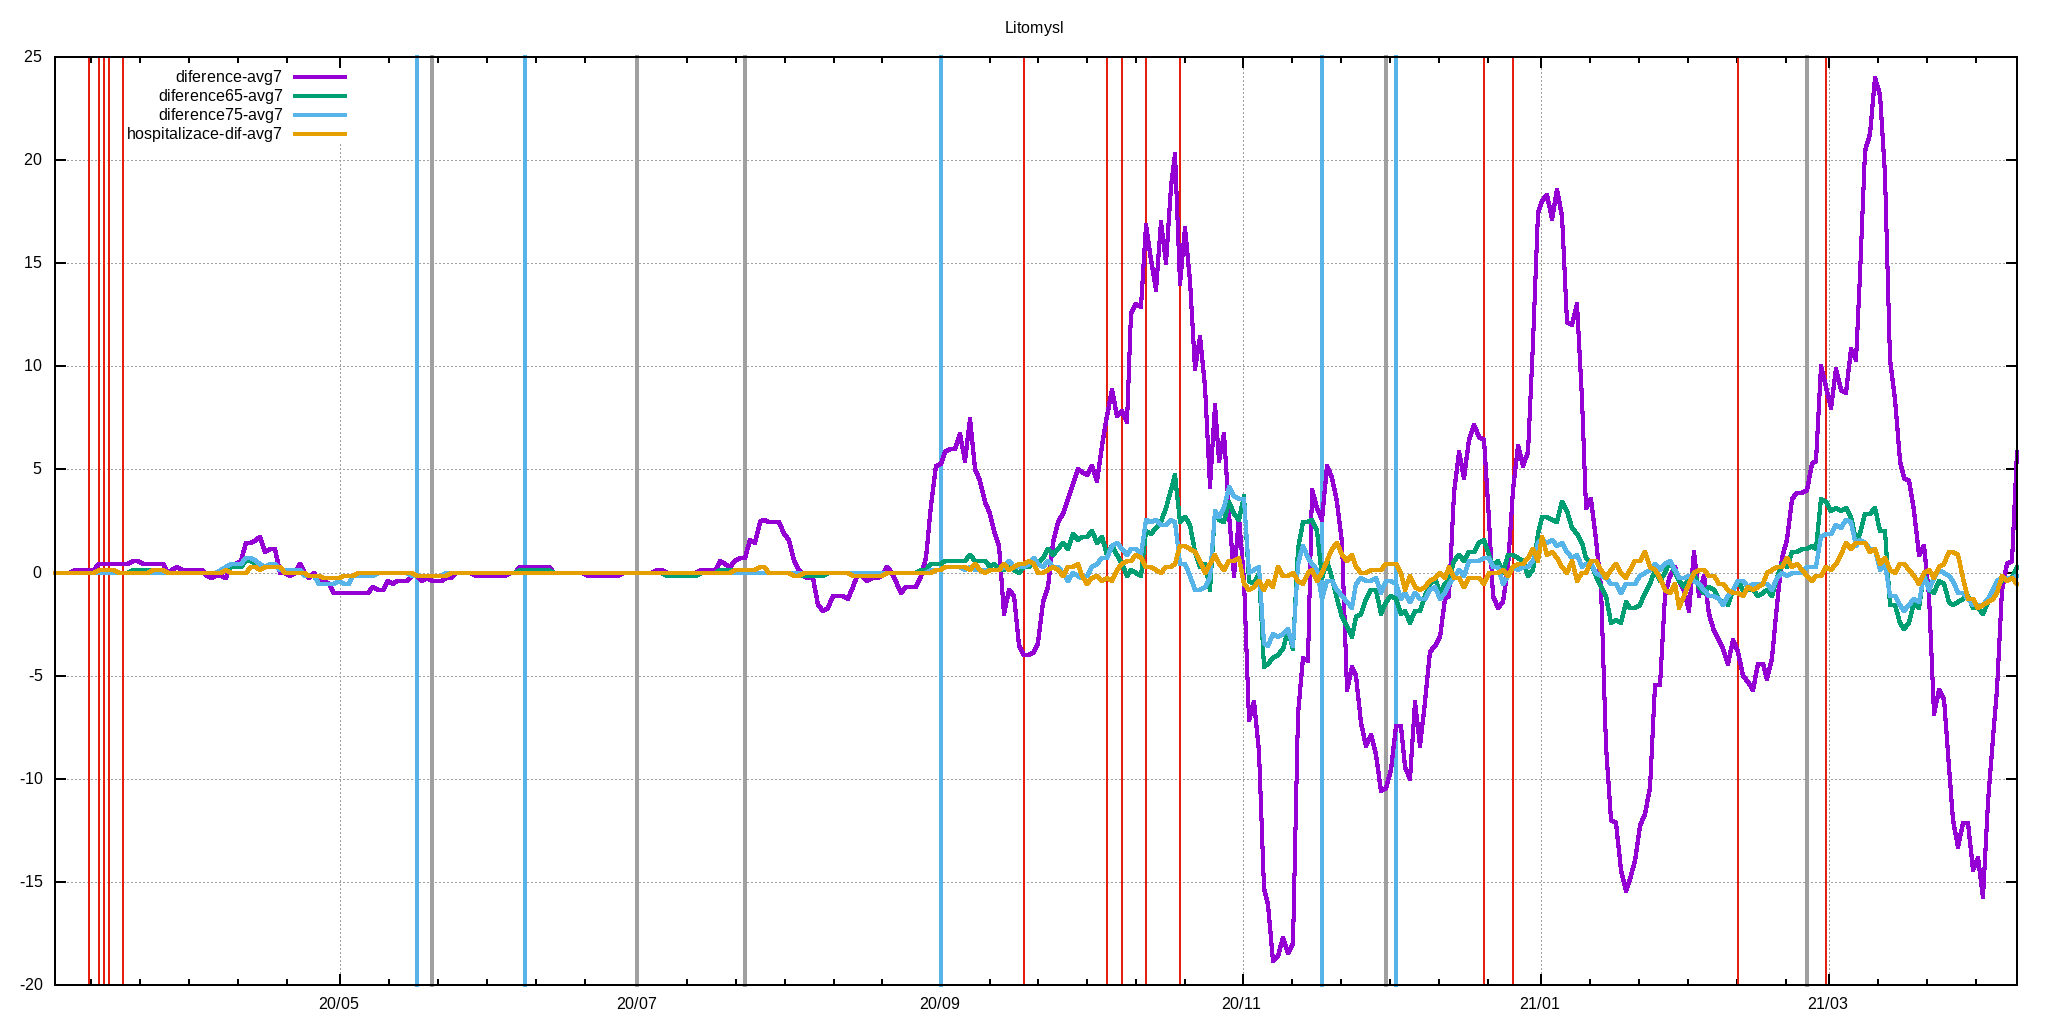 Litomysl
25
diference-avg7
diference65-avg7
diference75-avg7
hospitalizace-dif-avg7
20
15
10
5
0
-5
-10
-15
-20
20/05 20/07 20/09 20/11 21/01 21/03